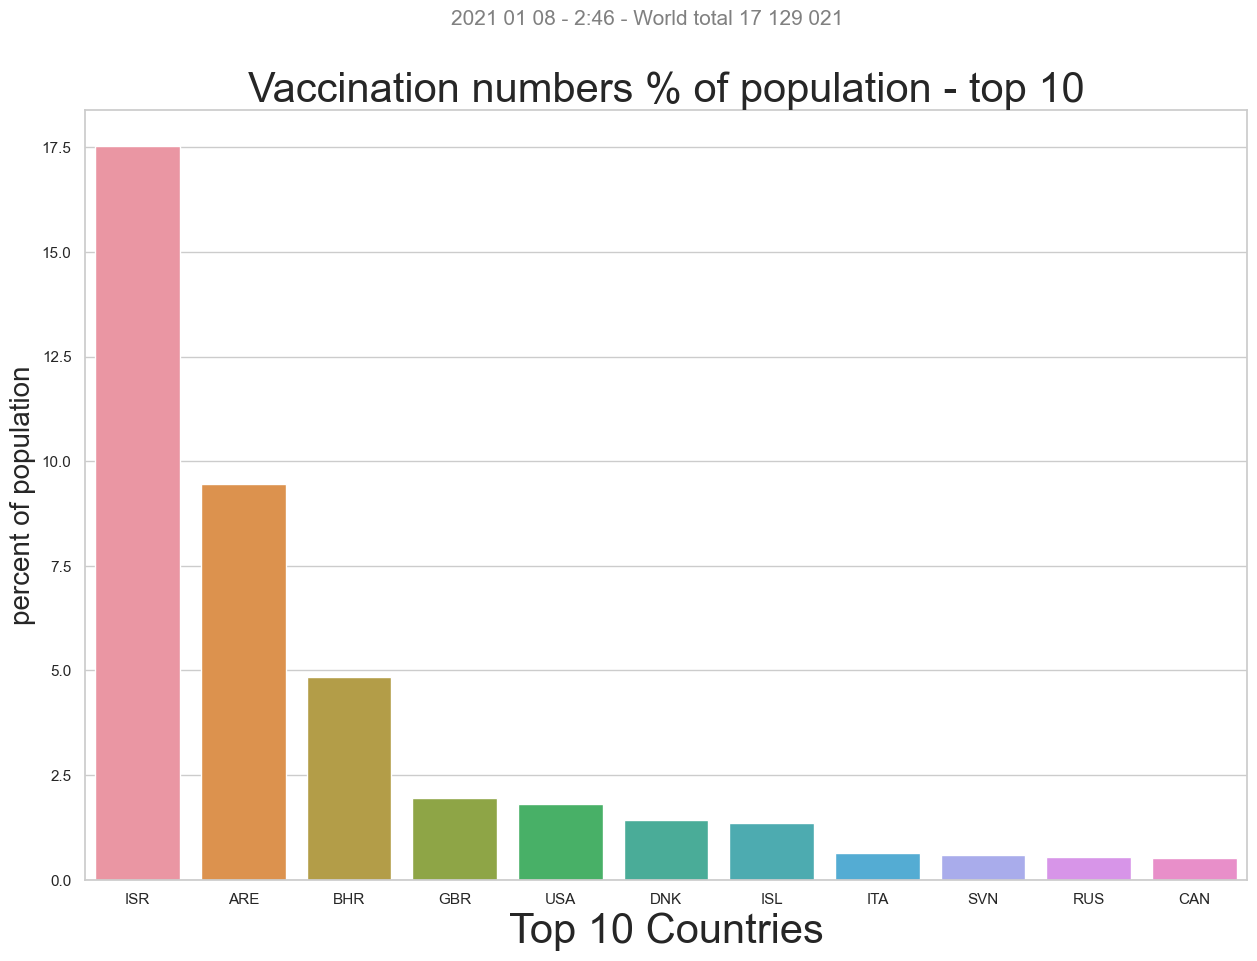 2021 01 08 - 2:46 - World total 17 129 021
Vaccination numbers % of population - top 10
percent of population
17.5
15.0
12.5
10.0
7.5
5.0
2.5
0.0
ISR ARE BHR GBR USA DNK ISL ITA SVN RUS CAN
Top 10 Countries